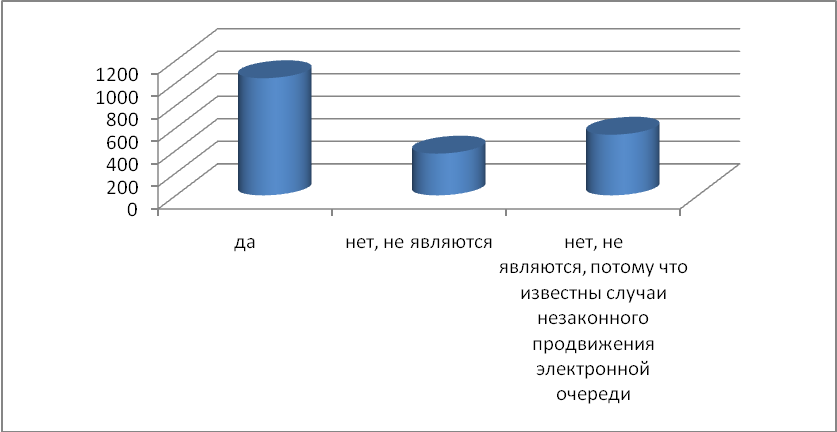 1200
1000
800
600
400
200
0
да
нет, не являются
нет, не
являются, потому что
известны случаи
незаконного
продвижения
электронной
очереди